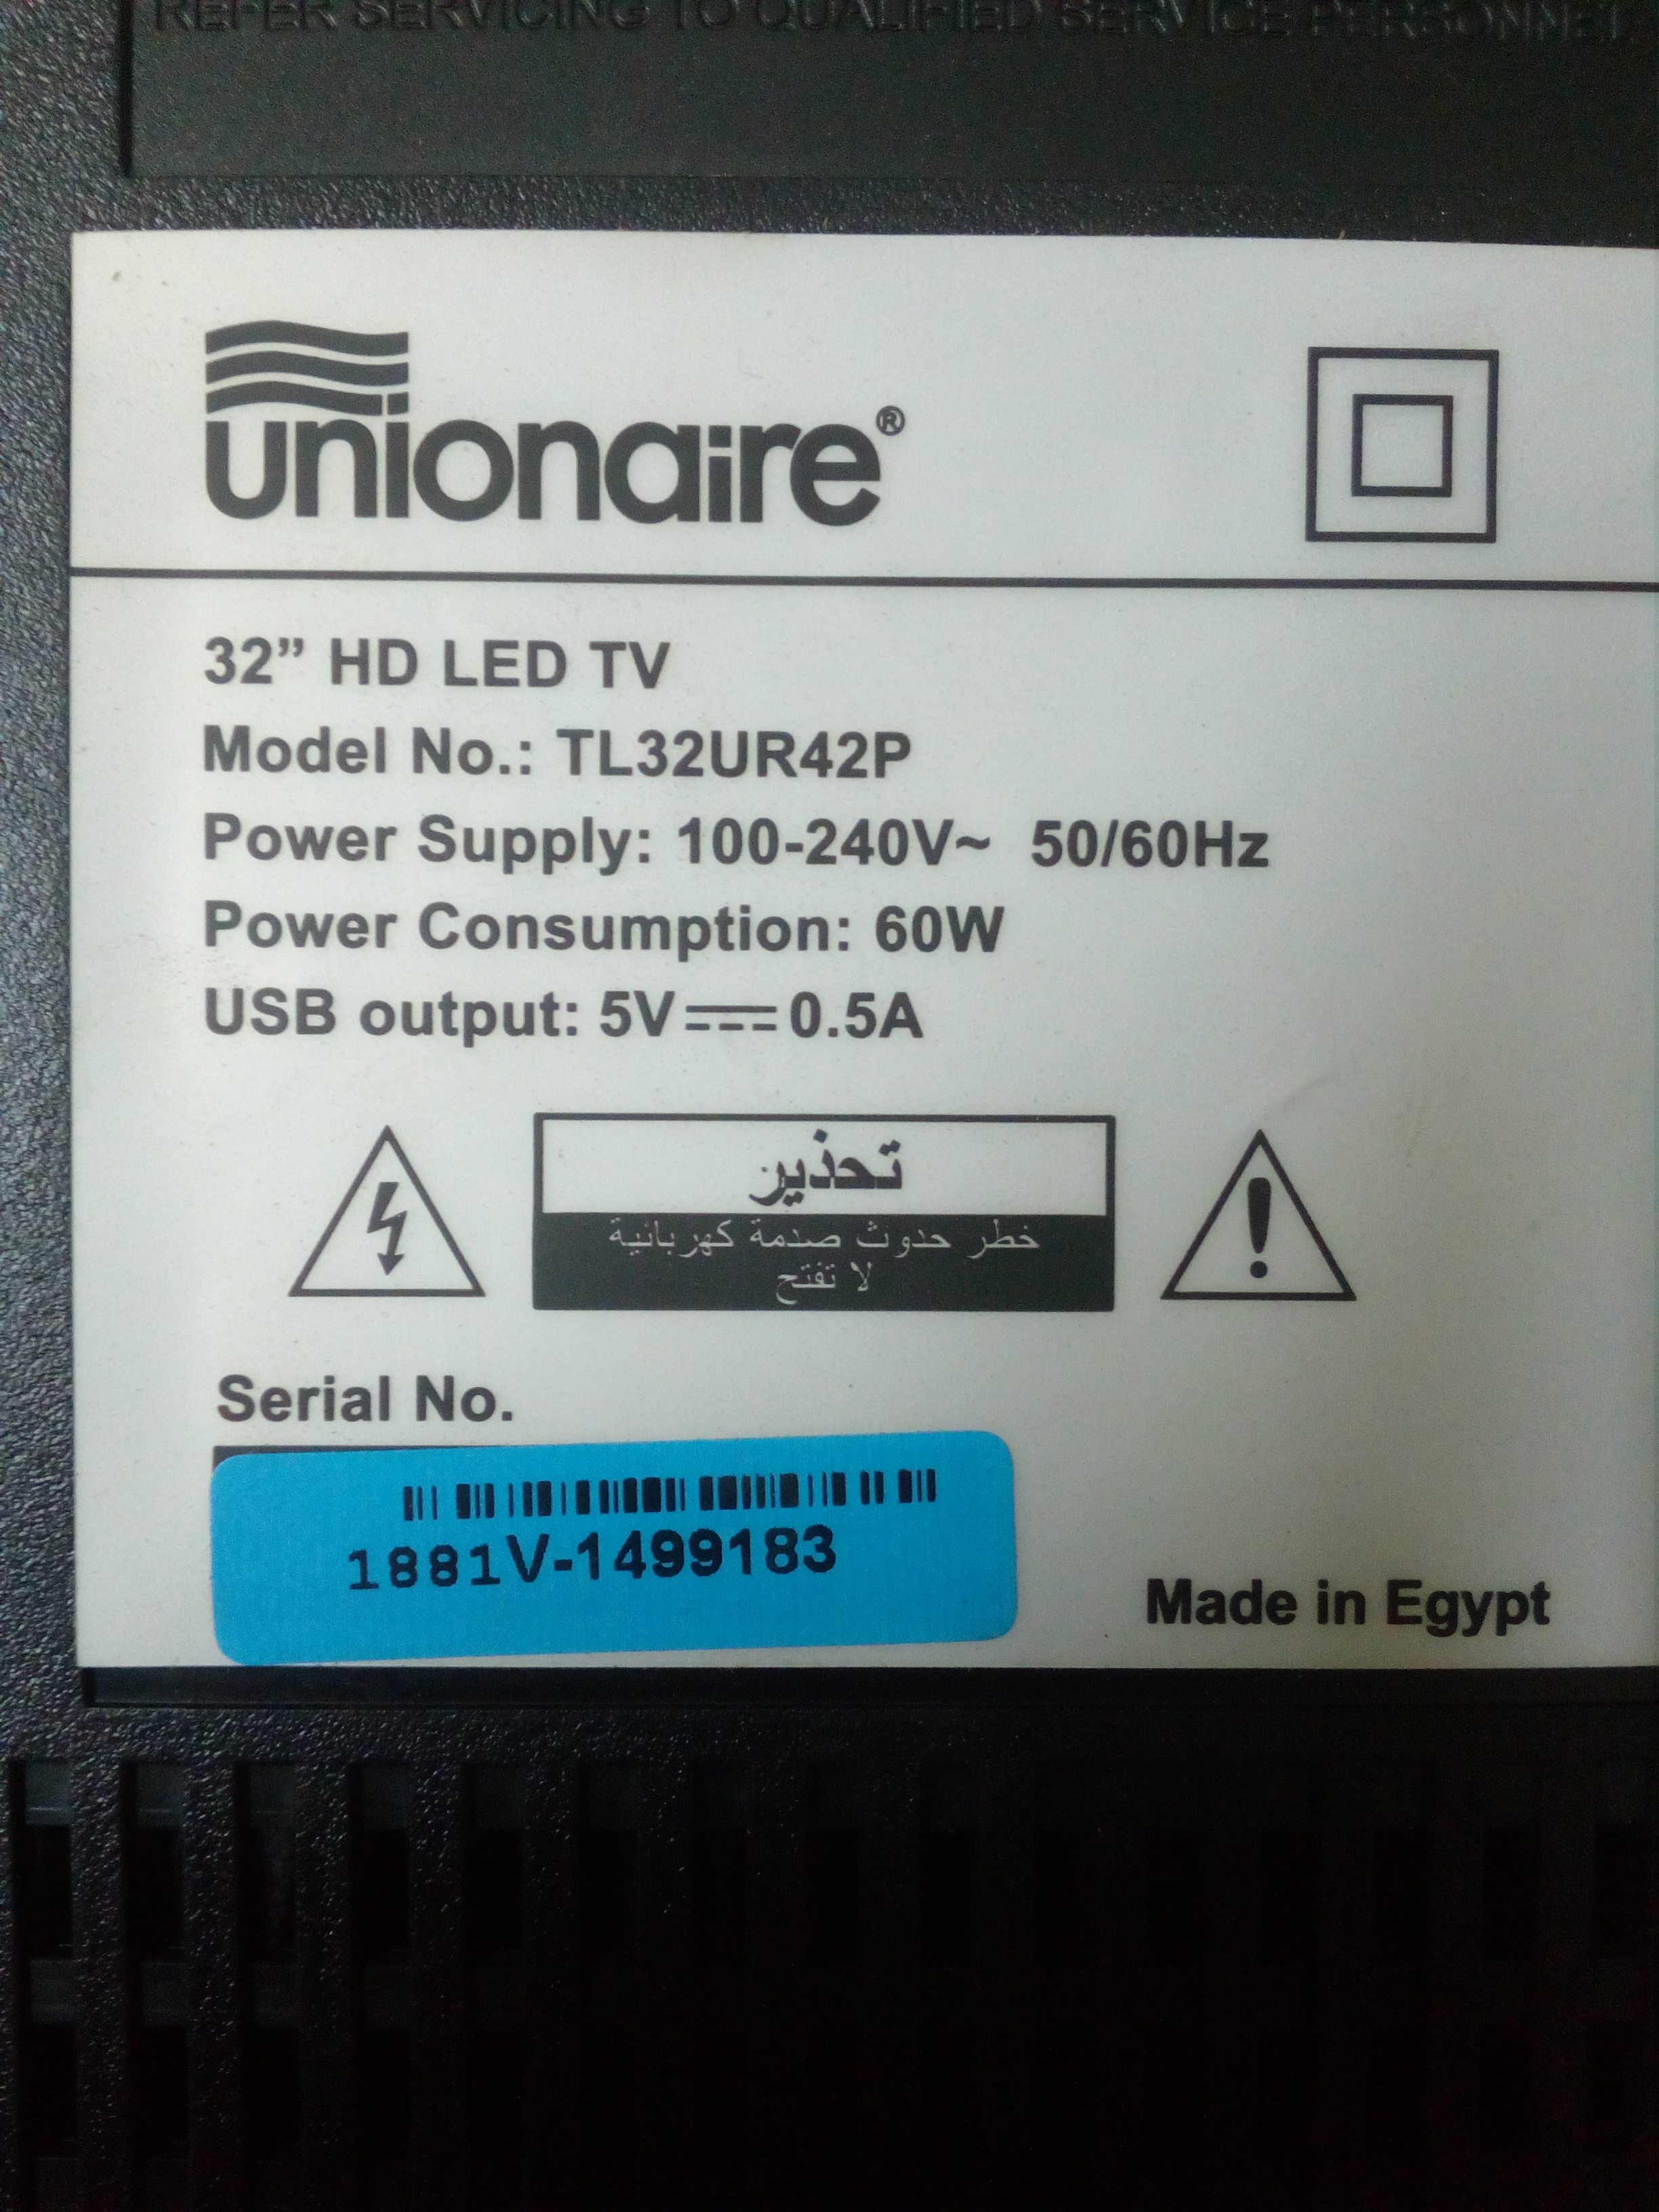 REFER SERVICING TO QUALIFIED SERVICE PERSONNEL
unionaire®
32” HD LED TV
Model No.: TL32UR42P
Power Supply: 100-240V~ 50/60Hz
Power Consumption: 60W
USB output: 5V⎓0.5A
تحذير
خطر حدوث صدمة كهربائية
لا تفتح
Serial No.
1881V-1499183
Made in Egypt